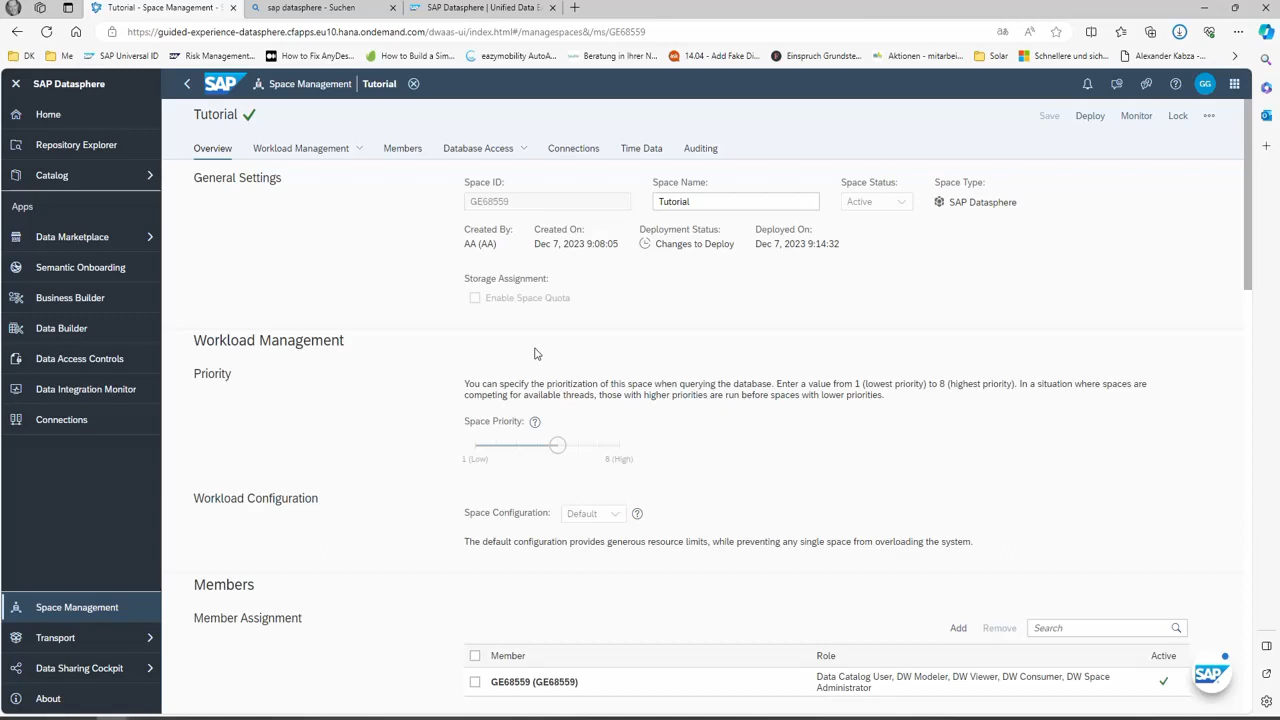 Tutorial - Space Management - S
sap datasphere - Suchen
SAP Datasphere | Unified Data E
https://guided-experience-datasphere.cfapps.eu10.hana.ondemand.com/dwaas-ui/index.html#/managespaces&/ms/GE68559
DK
Me
SAP Universal ID
Risk Management...
How to Fix AnyDes...
How to Build a Sim...
eazymobility AutoA...
Beratung in Ihrer N...
14.04 - Add Fake Di...
Einspruch Grundste...
Aktionen - mitarbei...
Solar
Schnellere und sich...
Alexander Kabza -...
SAP Datasphere
SAP
Space Management
Tutorial
GG
Home
Repository Explorer
Catalog
Apps
Data Marketplace
Semantic Onboarding
Business Builder
Data Builder
Data Access Controls
Data Integration Monitor
Connections
Space Management
Transport
Data Sharing Cockpit
About
Tutorial
Save
Deploy
Monitor
Lock
Overview
Workload Management
Members
Database Access
Connections
Time Data
Auditing
General Settings
Space ID:
Space Name:
Space Status:
Space Type:
GE68559
Tutorial
Active
SAP Datasphere
Created By:
Created On:
Deployment Status:
Deployed On:
AA (AA)
Dec 7, 2023 9:08:05
Changes to Deploy
Dec 7, 2023 9:14:32
Storage Assignment:
Enable Space Quota
Workload Management
Priority
You can specify the prioritization of this space when querying the database. Enter a value from 1 (lowest priority) to 8 (highest priority). In a situation where spaces are
competing for available threads, those with higher priorities are run before spaces with lower priorities.
Space Priority:
1 (Low)
8 (High)
Workload Configuration
Space Configuration:
Default
The default configuration provides generous resource limits, while preventing any single space from overloading the system.
Members
Member Assignment
Add
Remove
Search
Member
Role
Active
GE68559 (GE68559)
Data Catalog User, DW Modeler, DW Viewer, DW Consumer, DW Space
Administrator
SAP